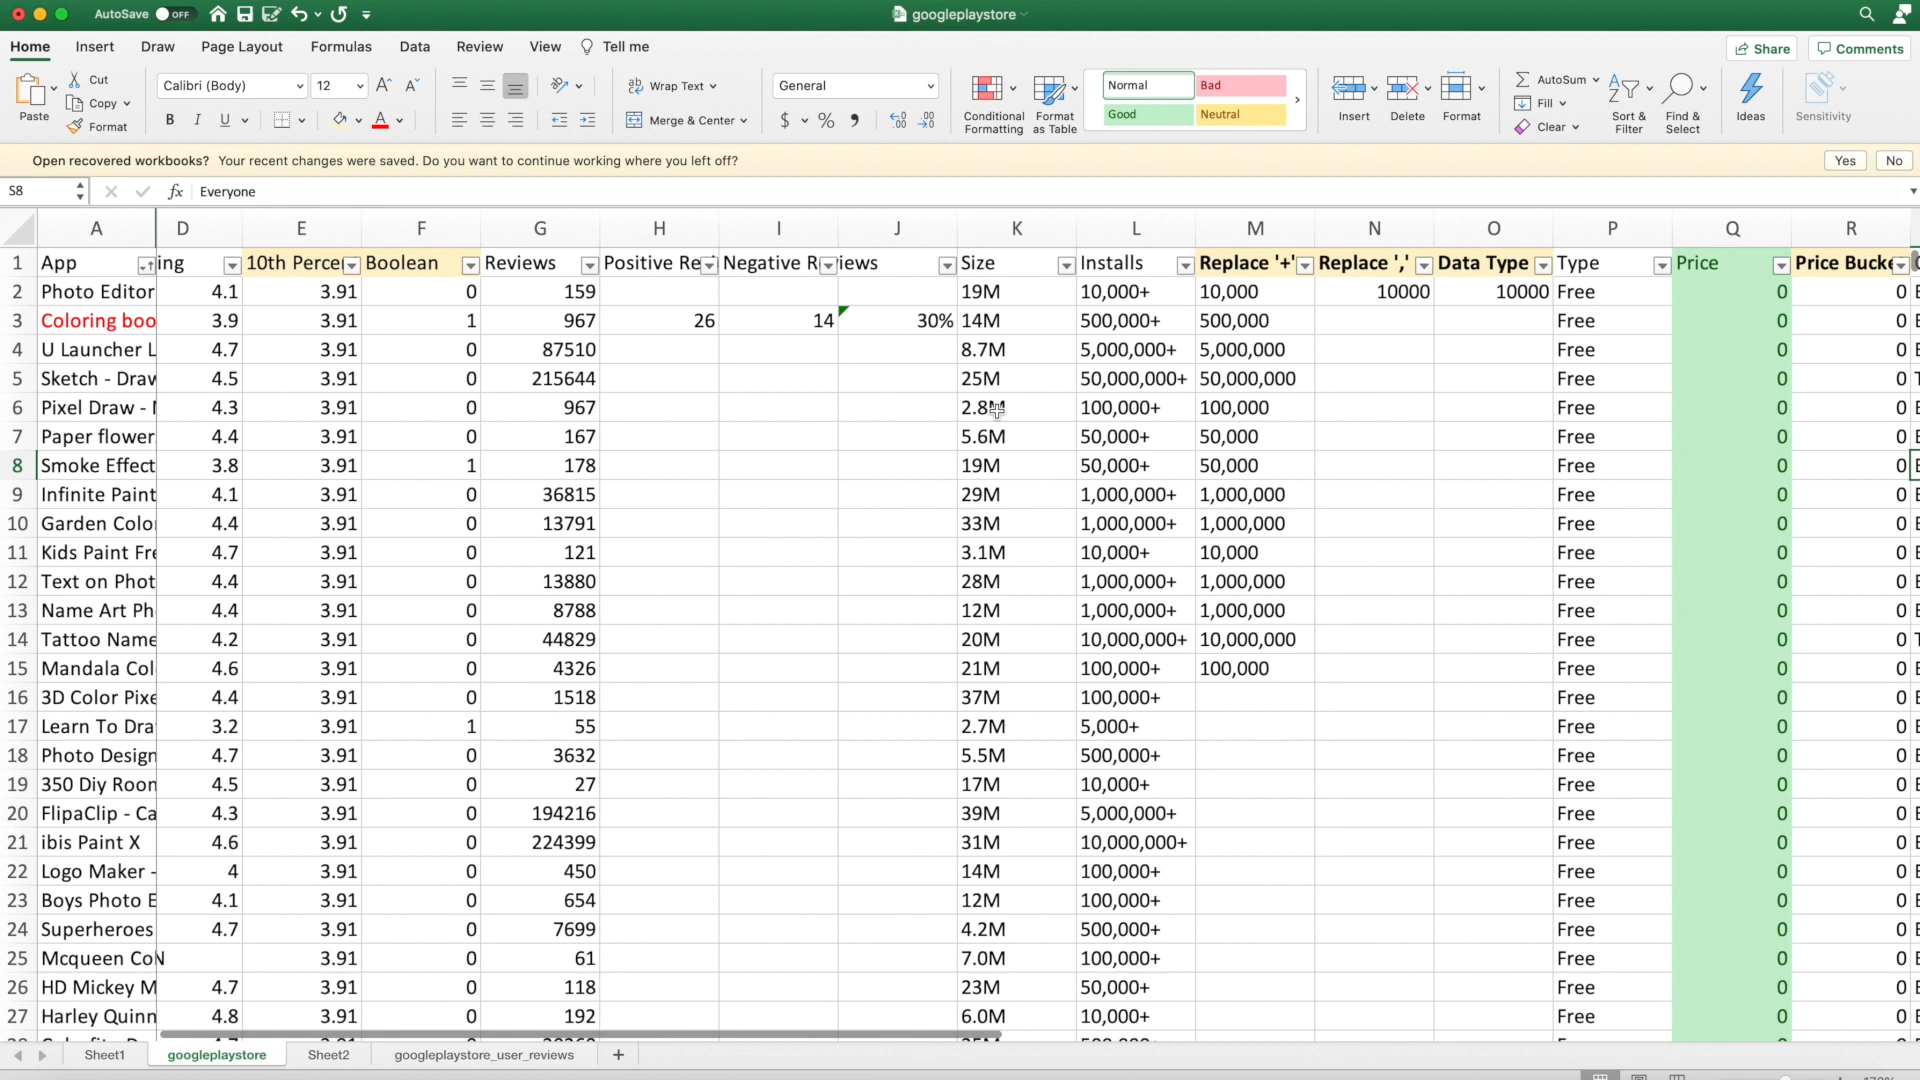 AutoSave OFF googleplaystore
Home Insert Draw Page Layout Formulas Data Review View Tell me Share Comments
Paste Cut Copy Format Calibri (Body) 12 Wrap Text Merge & Center General Conditional Formatting Format as Table Normal Bad Good Neutral Insert Delete Format AutoSum Fill Clear Sort & Filter Find & Select Ideas Sensitivity
Open recovered workbooks? Your recent changes were saved. Do you want to continue working where you left off? Yes No
S8 fx Everyone
A D E F G H I J K L M N O P Q R
1 App ing 10th Perce Boolean Reviews Positive Re Negative R iews Size Installs Replace '+' Replace ',' Data Type Type Price Price Bucke
2 Photo Editor 4.1 3.91 0 159 19M 10,000+ 10,000 10000 10000 Free 0 0
3 Coloring boo 3.9 3.91 1 967 26 14 30% 14M 500,000+ 500,000 Free 0 0
4 U Launcher L 4.7 3.91 0 87510 8.7M 5,000,000+ 5,000,000 Free 0 0
5 Sketch - Draw 4.5 3.91 0 215644 25M 50,000,000+ 50,000,000 Free 0 0
6 Pixel Draw - 4.3 3.91 0 967 2.8M 100,000+ 100,000 Free 0 0
7 Paper flower 4.4 3.91 0 167 5.6M 50,000+ 50,000 Free 0 0
8 Smoke Effect 3.8 3.91 1 178 19M 50,000+ 50,000 Free 0 0
9 Infinite Paint 4.1 3.91 0 36815 29M 1,000,000+ 1,000,000 Free 0 0
10 Garden Colo 4.4 3.91 0 13791 33M 1,000,000+ 1,000,000 Free 0 0
11 Kids Paint Fre 4.7 3.91 0 121 3.1M 10,000+ 10,000 Free 0 0
12 Text on Phot 4.4 3.91 0 13880 28M 1,000,000+ 1,000,000 Free 0 0
13 Name Art Ph 4.4 3.91 0 8788 12M 1,000,000+ 1,000,000 Free 0 0
14 Tattoo Name 4.2 3.91 0 44829 20M 10,000,000+ 10,000,000 Free 0 0
15 Mandala Col 4.6 3.91 0 4326 21M 100,000+ 100,000 Free 0 0
16 3D Color Pixe 4.4 3.91 0 1518 37M 100,000+ Free 0 0
17 Learn To Dra 3.2 3.91 1 55 2.7M 5,000+ Free 0 0
18 Photo Design 4.7 3.91 0 3632 5.5M 500,000+ Free 0 0
19 350 Diy Roon 4.5 3.91 0 27 17M 10,000+ Free 0 0
20 FlipaClip - Ca 4.3 3.91 0 194216 39M 5,000,000+ Free 0 0
21 ibis Paint X 4.6 3.91 0 224399 31M 10,000,000+ Free 0 0
22 Logo Maker - 4 3.91 0 450 14M 100,000+ Free 0 0
23 Boys Photo E 4.1 3.91 0 654 12M 100,000+ Free 0 0
24 Superheroes 4.7 3.91 0 7699 4.2M 500,000+ Free 0 0
25 Mcqueen Co N 3.91 0 61 7.0M 100,000+ Free 0 0
26 HD Mickey M 4.7 3.91 0 118 23M 50,000+ Free 0 0
27 Harley Quinn 4.8 3.91 0 192 6.0M 10,000+ Free 0 0
Sheet1 googleplaystore Sheet2 googleplaystore_user_reviews +